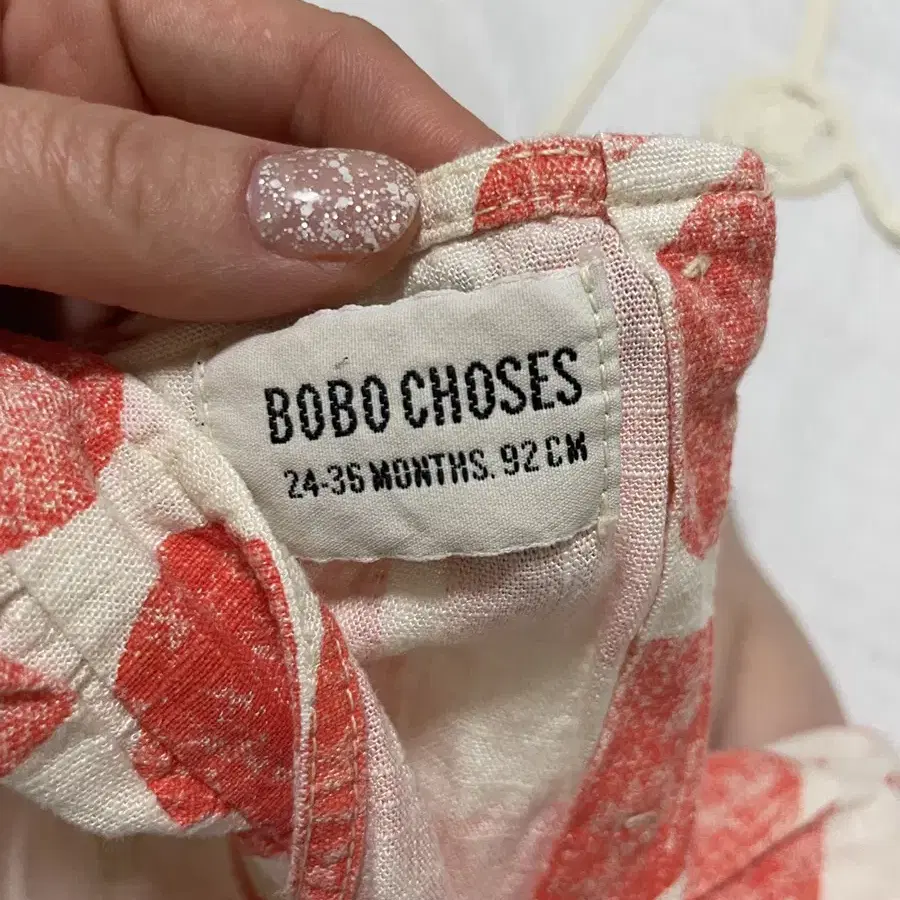 BOBO CHOSES
24-36 MONTHS. 92 CM